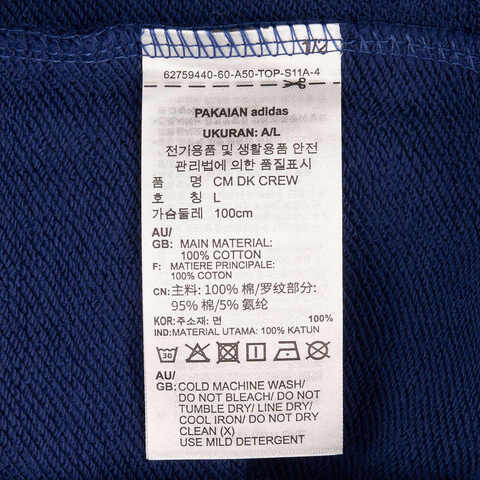 1/2
62759440-60-A50-TOP-S11A-4
PAKAIAN adidas
UKURAN: A/L
전기용품 및 생활용품 안전
관리법에 의한 품질표시
품 명 CM DK CREW
호 칭 L
가슴둘레 100cm
AU/
GB: MAIN MATERIAL:
100% COTTON
F: MATIERE PRINCIPALE:
100% COTON
CN: 主料: 100% 棉/罗纹部分:
95% 棉/5% 氨纶
KOR:주소재: 면 100%
IND:MATERIAL UTAMA: 100% KATUN
30
AU/
GB: COLD MACHINE WASH/
DO NOT BLEACH/ DO NOT
TUMBLE DRY/ LINE DRY/
COOL IRON/ DO NOT DRY
CLEAN (X)
USE MILD DETERGENT